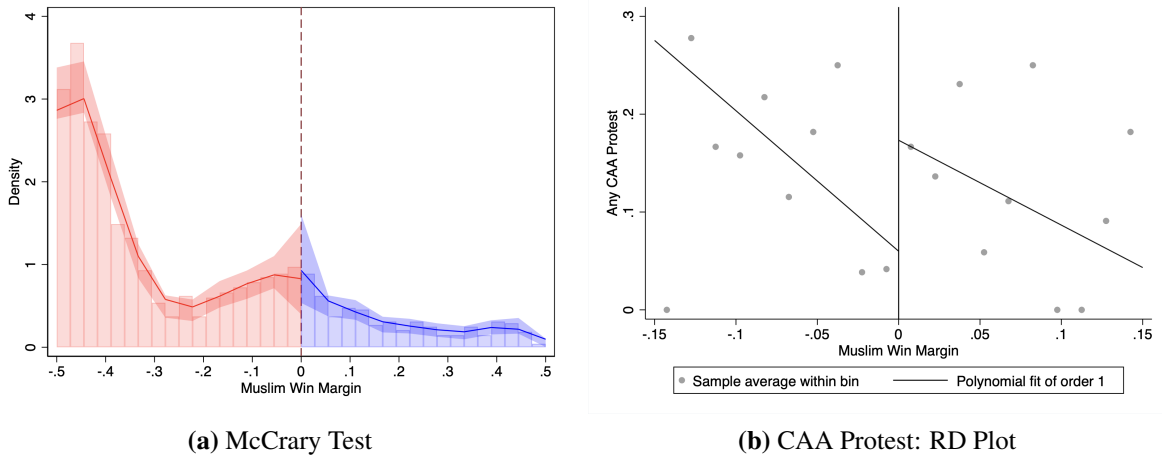 4
3
2
1
0
Density
-.5 -.4 -.3 -.2 -.1 0 .1 .2 .3 .4 .5
Muslim Win Margin
(a) McCrary Test
.3
.2
.1
0
Any CAA Protest
-.15 -.1 -.05 0 .05 .1 .15
Muslim Win Margin
Sample average within bin Polynomial fit of order 1
(b) CAA Protest: RD Plot